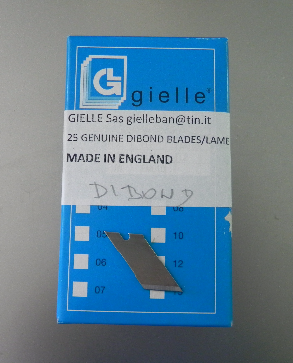 G
gielle
GIELLE Sas gielleban@tin.it
25 GENUINE DIBOND BLADES/LAME
MADE IN ENGLAND
DIBOND
04
08
05
10
06
12
07